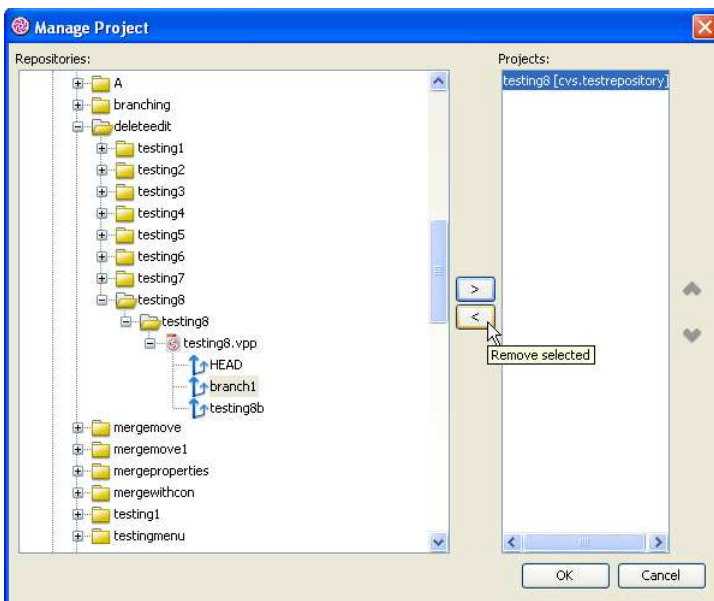 Manage Project
Repositories:
Projects:
A
branching
deleteedit
testing1
testing2
testing3
testing4
testing5
testing6
testing7
testing8
testing8
testing8.vpp
HEAD
branch1
testing8b
mergemove
mergemove1
mergeproperties
mergewithcon
testing1
testingmenu
testing8 [cvs.testrepository]
>
<
Remove selected
OK
Cancel